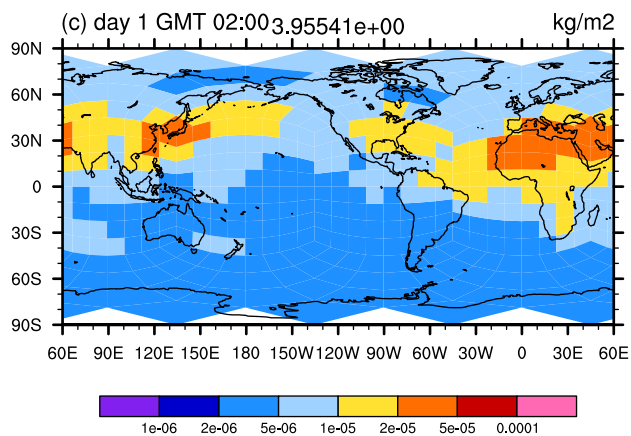 (c) day 1 GMT 02:00 3.95541e+00 kg/m2
90N
60N
30N
0
30S
60S
90S
60E 90E 120E 150E 180 150W 120W 90W 60W 30W 0 30E 60E
1e-06 2e-06 5e-06 1e-05 2e-05 5e-05 0.0001